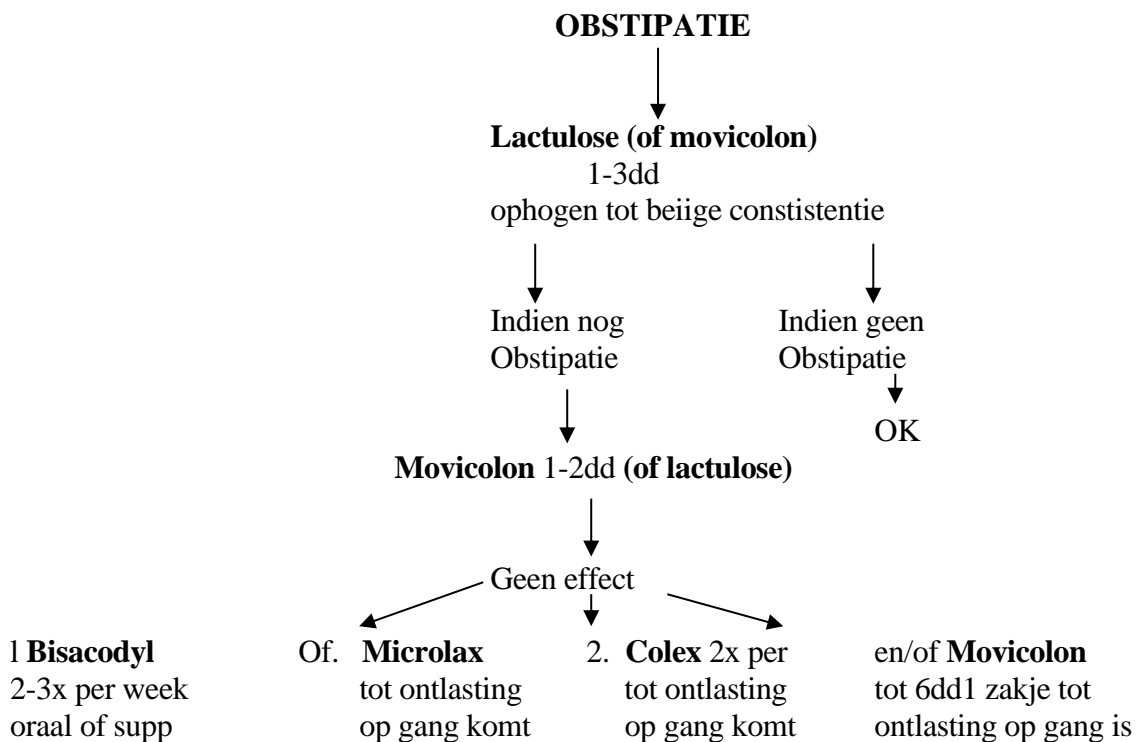 OBSTIPATIE
Lactulose (of movicolon)
1-3dd
ophogen tot beiige constistentie
Indien nog
Obstipatie
Indien geen
Obstipatie
OK
Movicolon 1-2dd (of lactulose)
Geen effect
1 Bisacodyl
2-3x per week
oraal of supp
Of. Microlax
tot ontlasting
op gang komt
2. Colex 2x per
tot ontlasting
op gang komt
en/of Movicolon
tot 6dd1 zakje tot
ontlasting op gang is